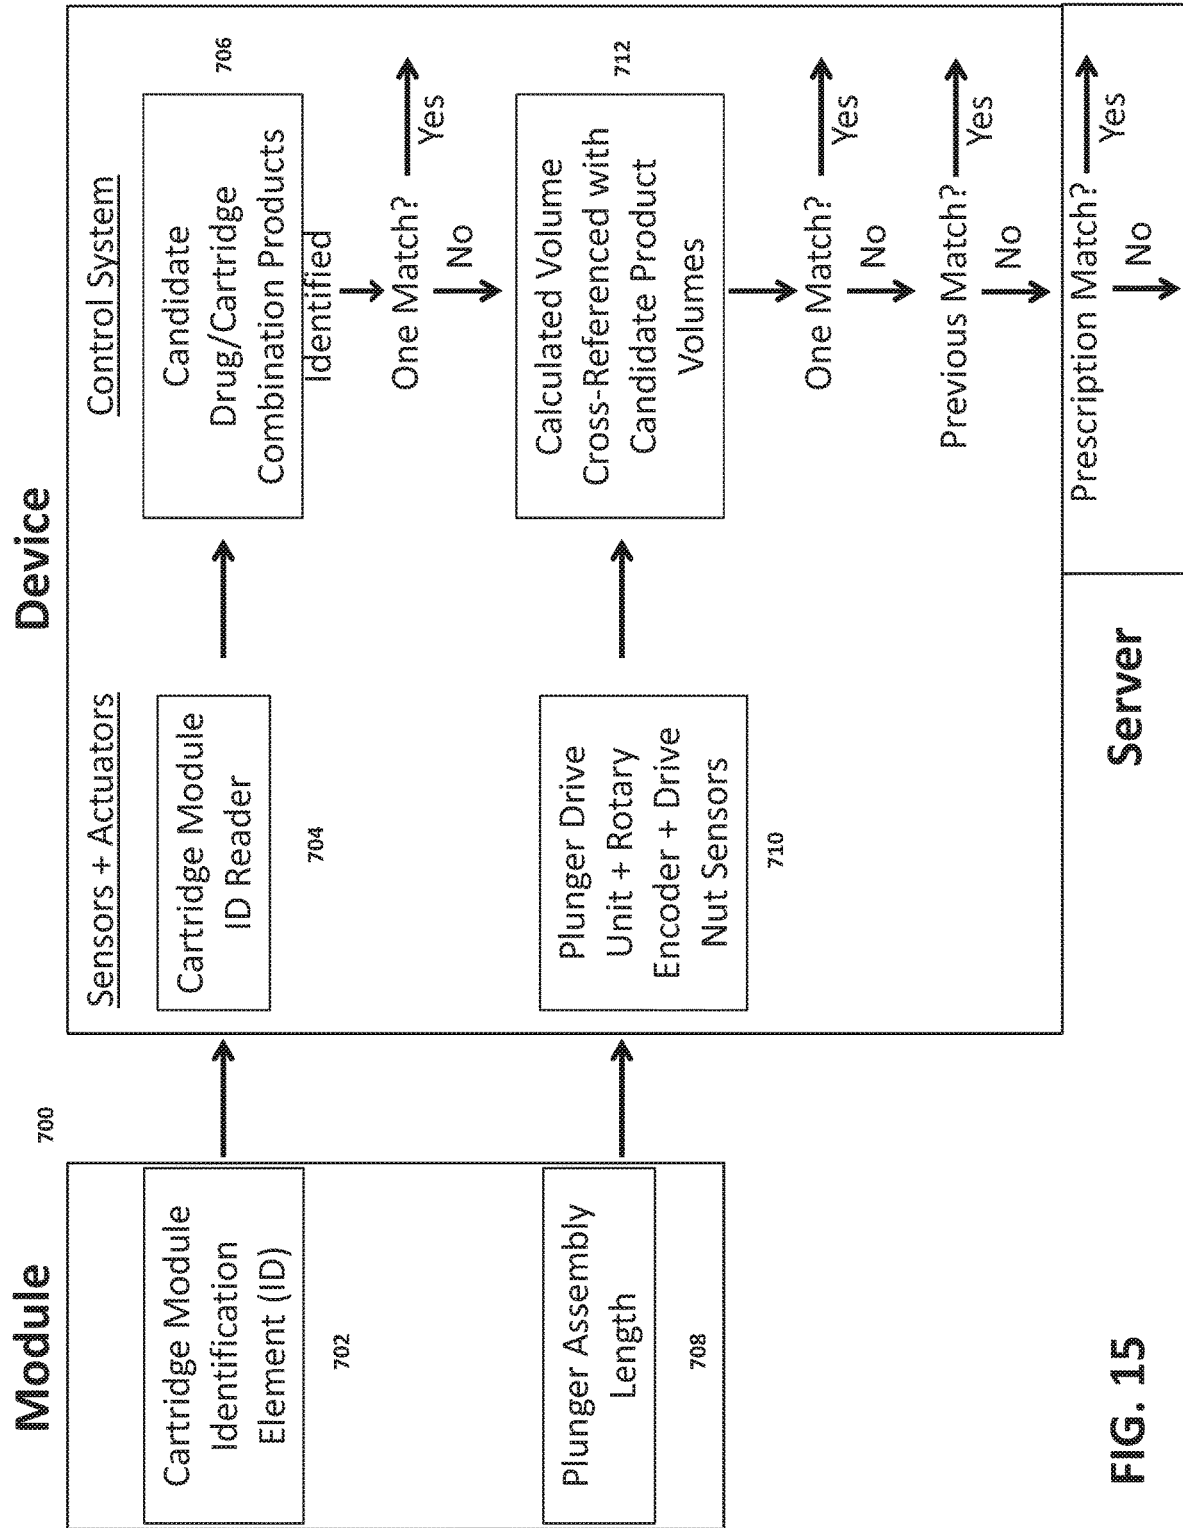 Module
700
Cartridge Module
Identification
Element (ID)
702
Plunger Assembly
Length
708
Device
Sensors + Actuators
Cartridge Module
ID Reader
704
Plunger Drive
Unit + Rotary
Encoder + Drive
Nut Sensors
710
Control System
Candidate
Drug/Cartridge
Combination Products
Identified
706
One Match?
Yes
No
Calculated Volume
Cross-Referenced with
Candidate Product
Volumes
712
One Match?
Yes
No
Previous Match?
Yes
No
Server
Prescription Match?
Yes
No
FIG. 15